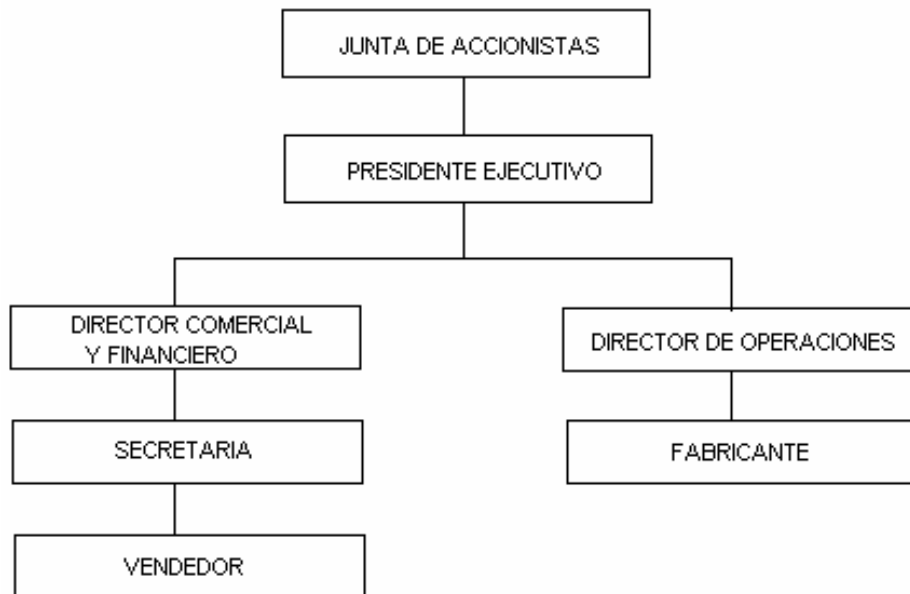 JUNTA DE ACCIONISTAS
PRESIDENTE EJECUTIVO
DIRECTOR COMERCIAL
Y FINANCIERO
DIRECTOR DE OPERACIONES
SECRETARIA
FABRICANTE
VENDEDOR